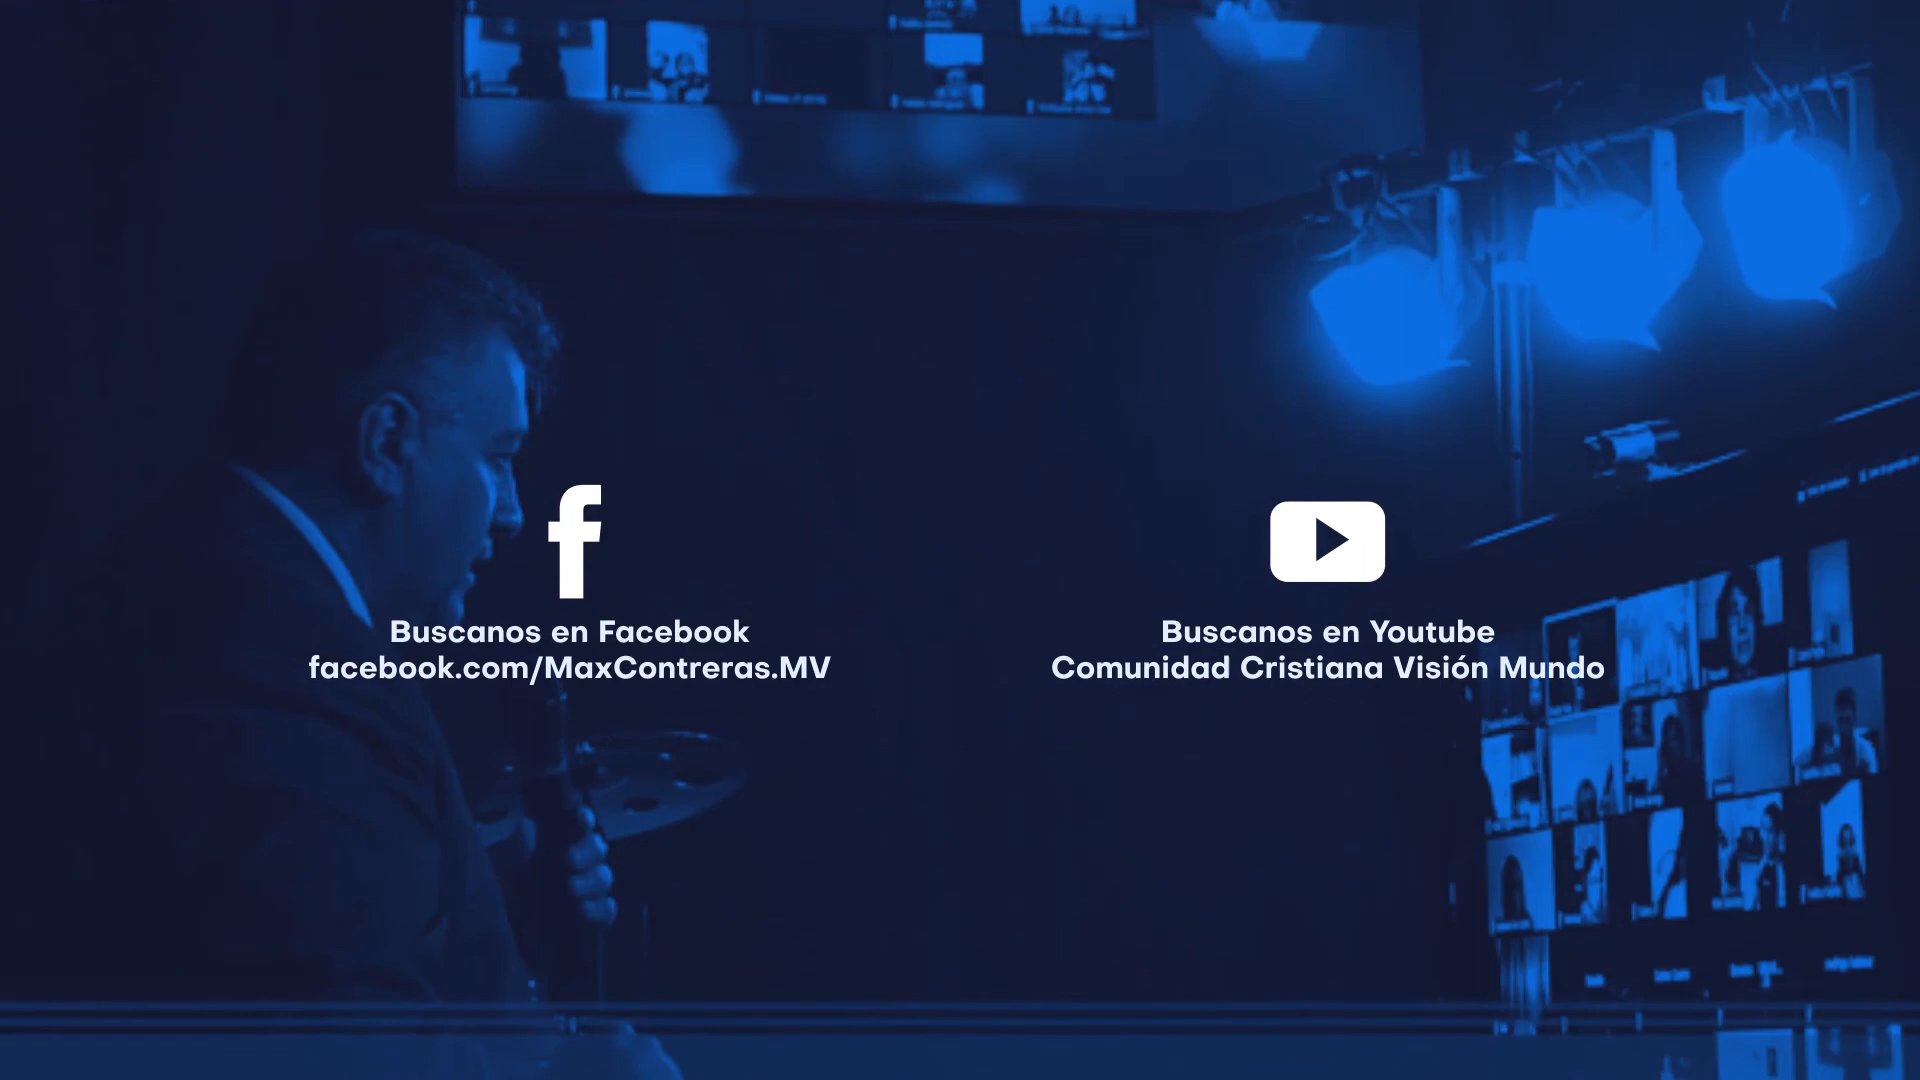 Buscanos en Facebook
facebook.com/MaxContreras.MV
Buscanos en Youtube
Comunidad Cristiana Visión Mundo